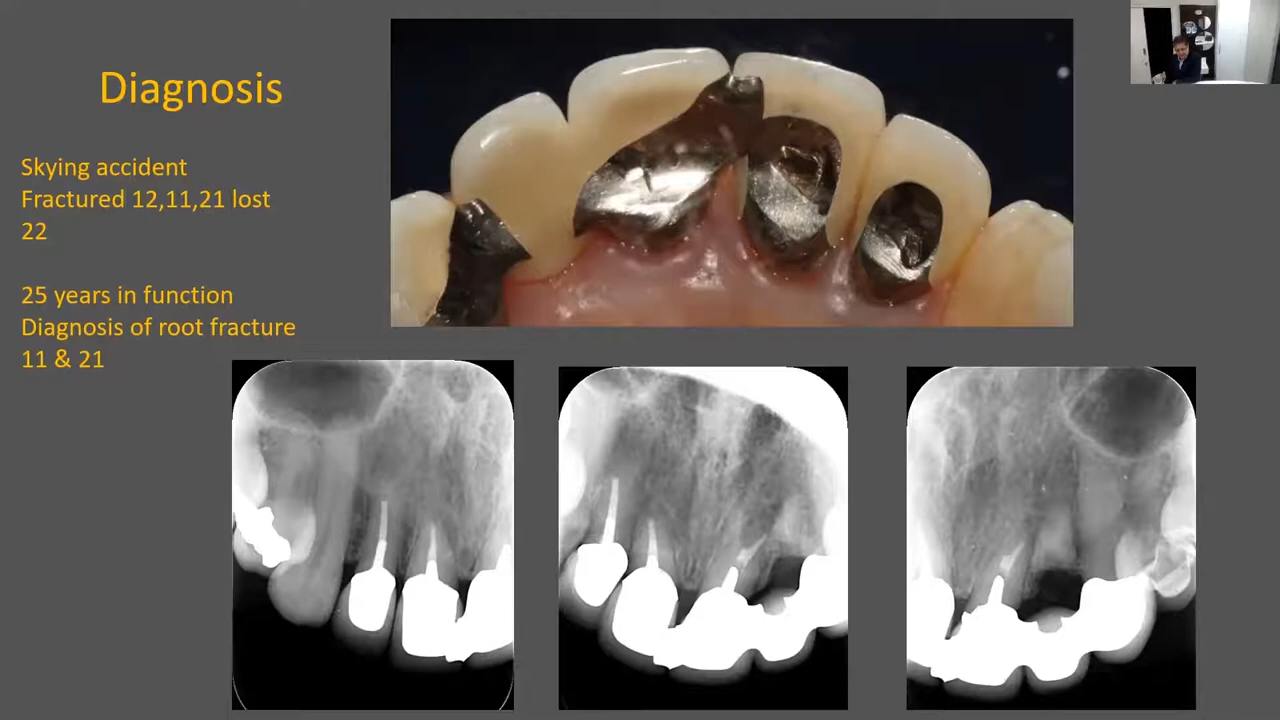 Diagnosis
Skying accident
Fractured 12,11,21 lost
22
25 years in function
Diagnosis of root fracture
11 & 21